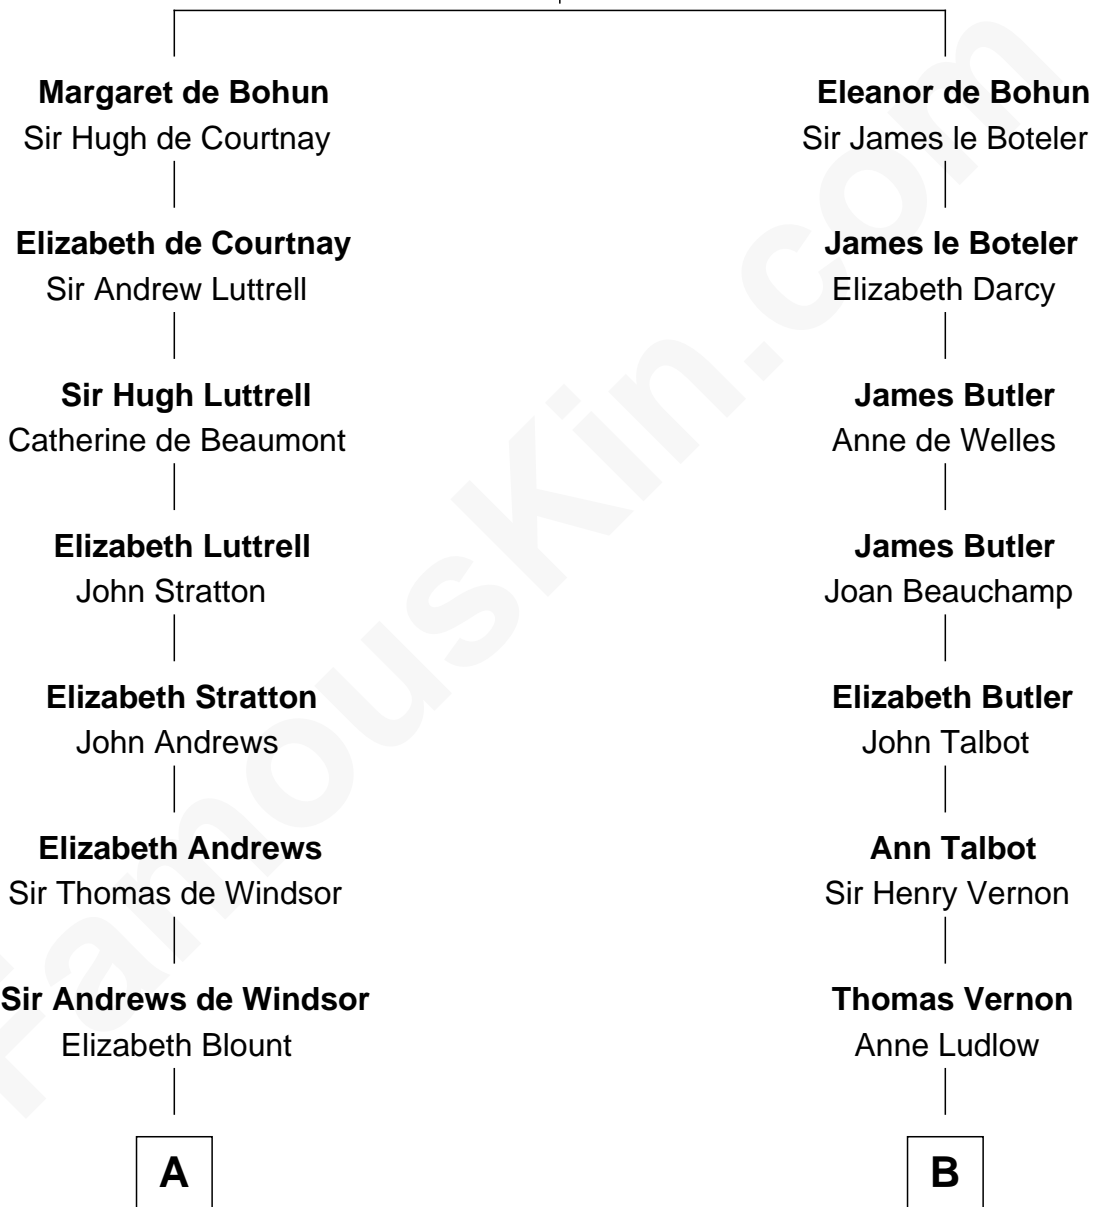 Margaret de Bohun
Sir Hugh de Courtnay
Eleanor de Bohun
Sir James le Boteler
Elizabeth de Courtnay
Sir Andrew Luttrell
James le Boteler
Elizabeth Darcy
Sir Hugh Luttrell
Catherine de Beaumont
James Butler
Anne de Welles
Elizabeth Luttrell
John Stratton
James Butler
Joan Beauchamp
Elizabeth Stratton
John Andrews
Elizabeth Butler
John Talbot
Elizabeth Andrews
Sir Thomas de Windsor
Ann Talbot
Sir Henry Vernon
Sir Andrews de Windsor
Elizabeth Blount
Thomas Vernon
Anne Ludlow
A
B
FamousKin.com